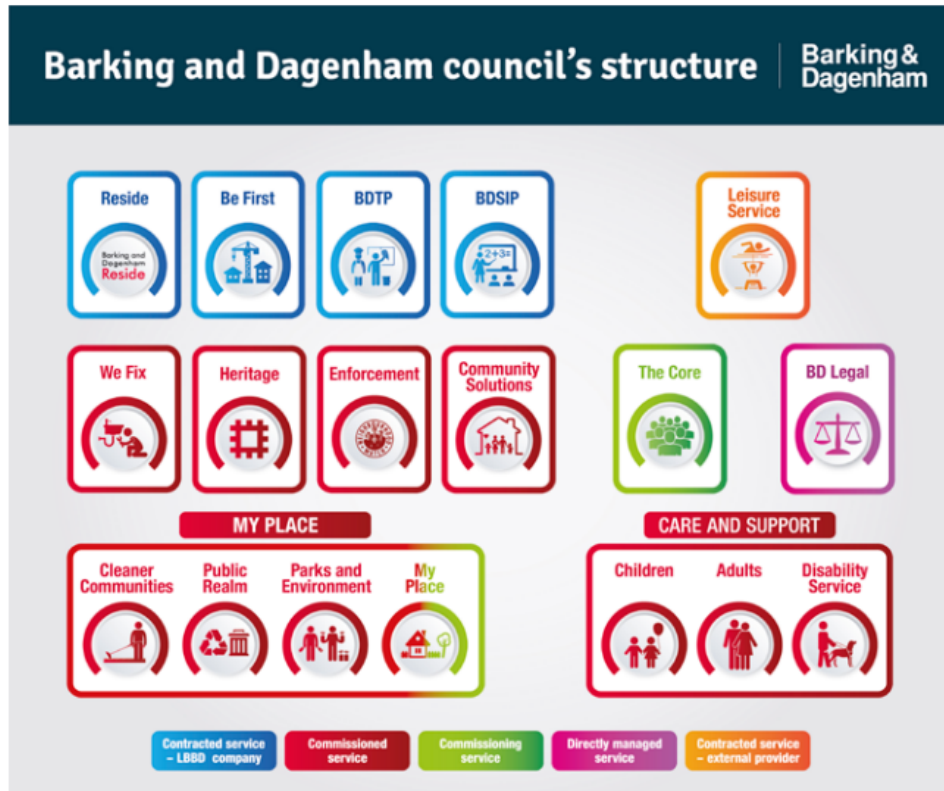 Barking and Dagenham council's structure
Barking &
Dagenham
Reside
Be First
BDTP
BDSIP
Leisure
Service
Barking and
Dagenham
Reside
2+3=
We Fix
Heritage
Enforcement
Community
Solutions
The Core
BD Legal
MY PLACE
CARE AND SUPPORT
Cleaner
Communities
Public
Realm
Parks and
Environment
My
Place
Children
Adults
Disability
Service
Contracted service
– LBBD company
Commissioned
service
Commissioning
service
Directly managed
service
Contracted service
– external provider